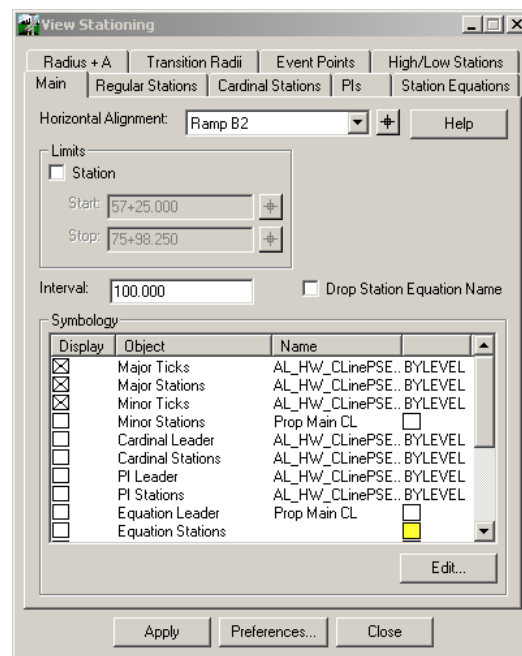 View Stationing
Radius + A Transition Radii Event Points High/Low Stations
Main Regular Stations Cardinal Stations PIs Station Equations
Horizontal Alignment: Ramp B2 Help
Limits
Station
Start: 57+25.000
Stop: 75+98.250
Interval: 100.000 Drop Station Equation Name
Symbology
Display Object Name
Major Ticks AL_HW_CLinePSE.. BYLEVEL
Major Stations AL_HW_CLinePSE.. BYLEVEL
Minor Ticks AL_HW_CLinePSE.. BYLEVEL
Minor Stations Prop Main CL
Cardinal Leader AL_HW_CLinePSE.. BYLEVEL
Cardinal Stations AL_HW_CLinePSE.. BYLEVEL
PI Leader AL_HW_CLinePSE.. BYLEVEL
PI Stations AL_HW_CLinePSE.. BYLEVEL
Equation Leader Prop Main CL
Equation Stations
Edit...
Apply Preferences... Close